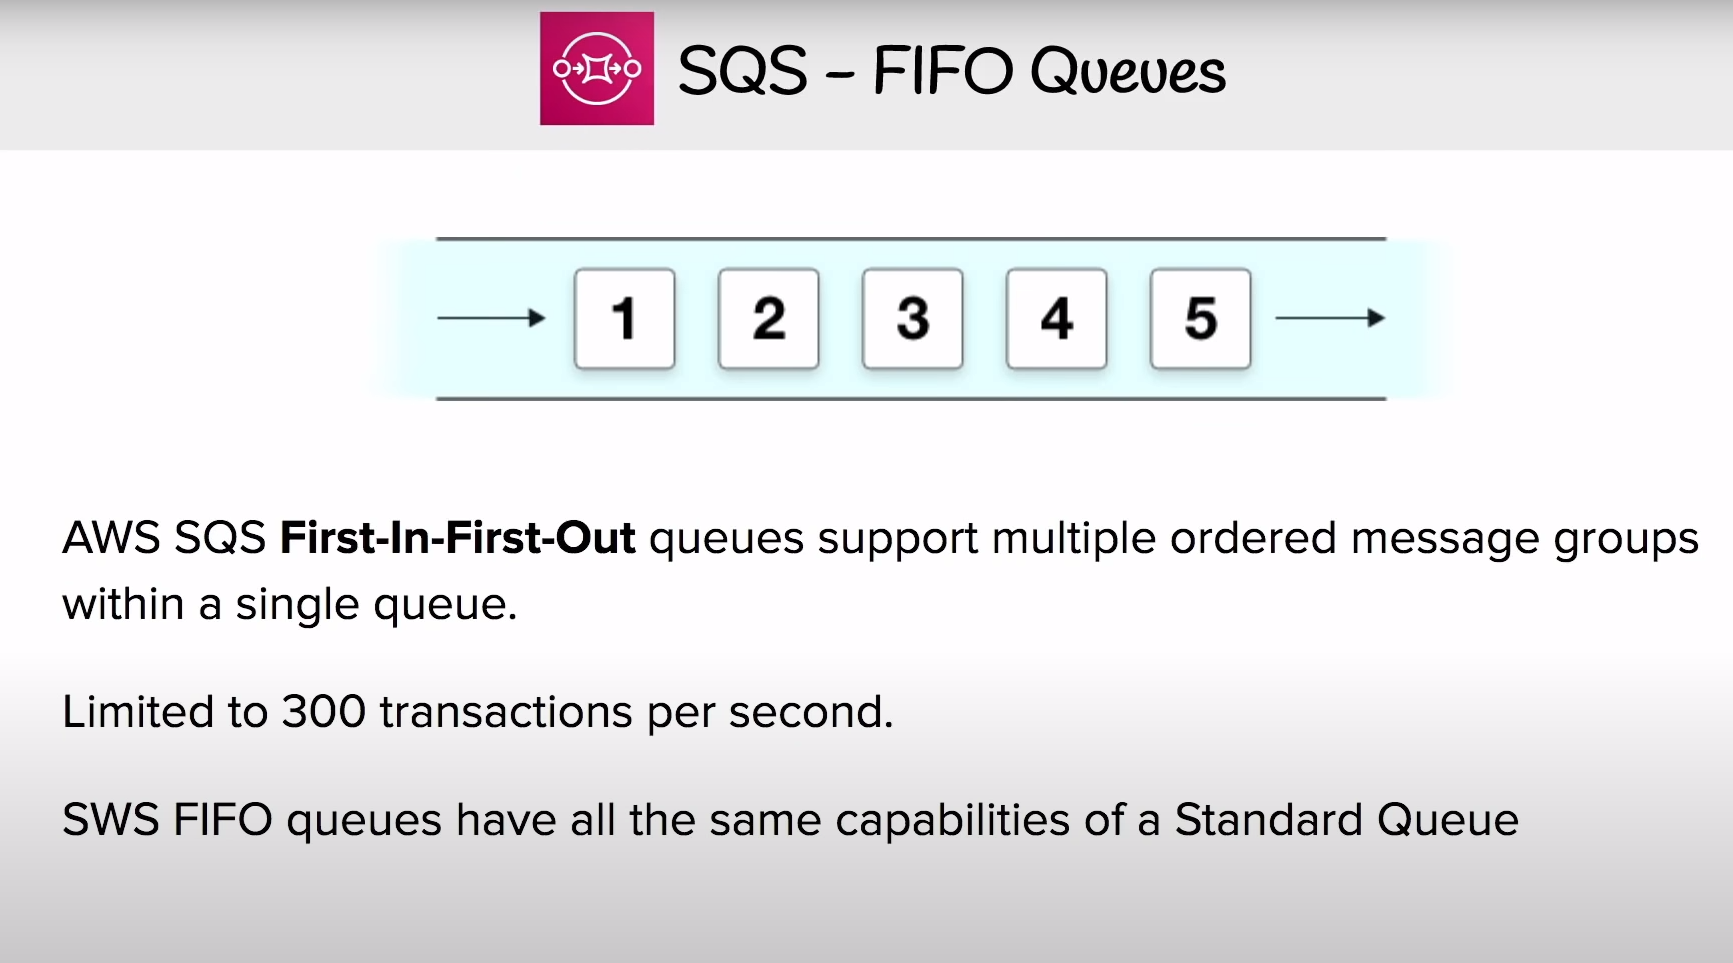 SQS – FIFO Queues
1 2 3 4 5
AWS SQS First-In-First-Out queues support multiple ordered message groups
within a single queue.
Limited to 300 transactions per second.
SWS FIFO queues have all the same capabilities of a Standard Queue